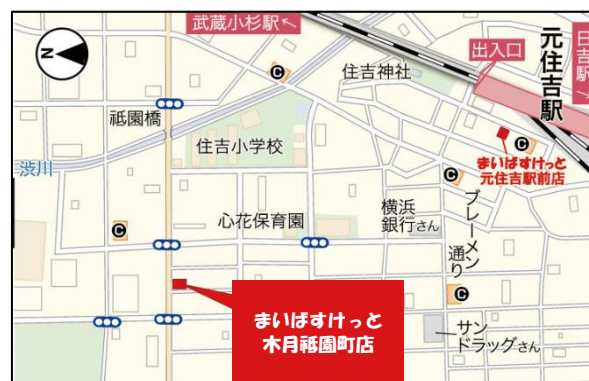 武蔵小杉駅
N
出入口
元住吉駅
日吉駅
住吉神社
C
祇園橋
住吉小学校
C
C
まいばすけっと
元住吉駅前店
渋川
C
心花保育園
横浜
銀行さん
ブレーメン
通り
C
まいばすけっと
木月祗園町店
サン
ドラッグさん